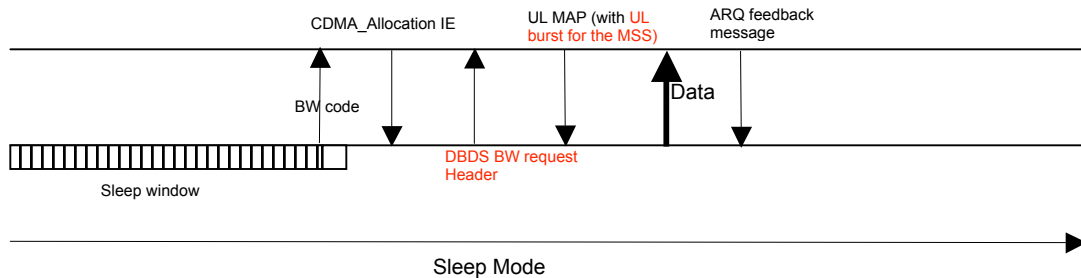 CDMA_Allocation IE
UL MAP (with UL
burst for the MSS)
ARQ feedback
message
BW code
Data
DBDS BW request
Header
Sleep window
Sleep Mode